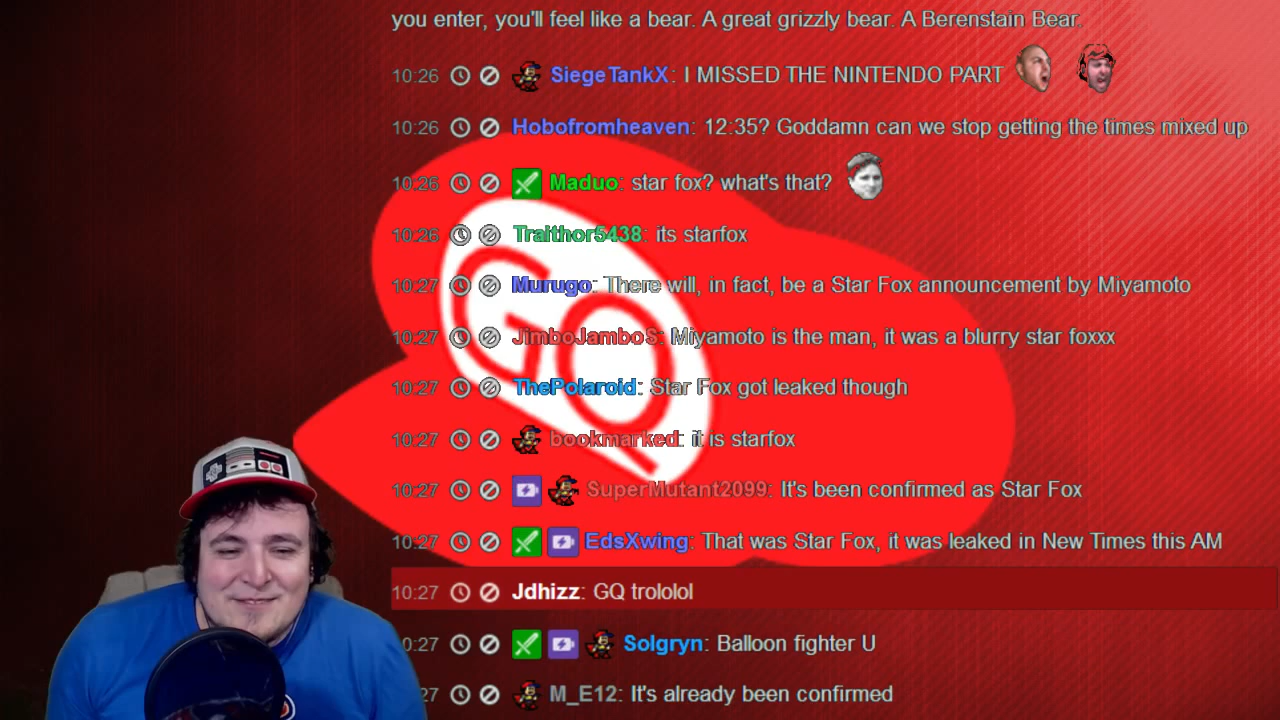 you enter, you'll feel like a bear. A great grizzly bear. A Berenstain Bear.
10:26 SiegeTankX: I MISSED THE NINTENDO PART
10:26 Hobofromheaven: 12:35? Goddamn can we stop getting the times mixed up
10:26 Maduo: star fox? what's that?
10:26 Tralthor5438: its starfox
10:27 Murugo: There will, in fact, be a Star Fox announcement by Miyamoto
10:27 JimboJamboS: Miyamoto is the man, it was a blurry star foxxx
10:27 ThePolaroid: Star Fox got leaked though
10:27 bookmarked: it is starfox
10:27 SuperMutant2099: It's been confirmed as Star Fox
10:27 EdsXwing: That was Star Fox, it was leaked in New Times this AM
10:27 Jdhizz: GQ trololol
0:27 Solgryn: Balloon fighter U
27 M_E12: It's already been confirmed
GO!